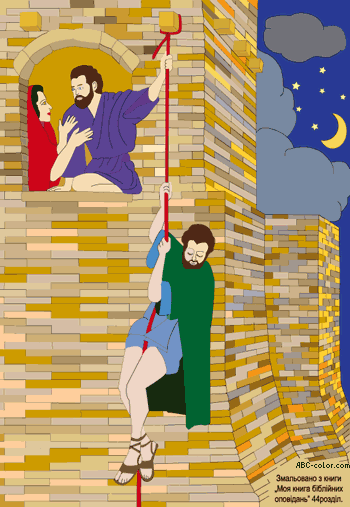 ABC-color.com
Змальовано з книги
„Моя книга біблійних
оповідань" 44розділ.